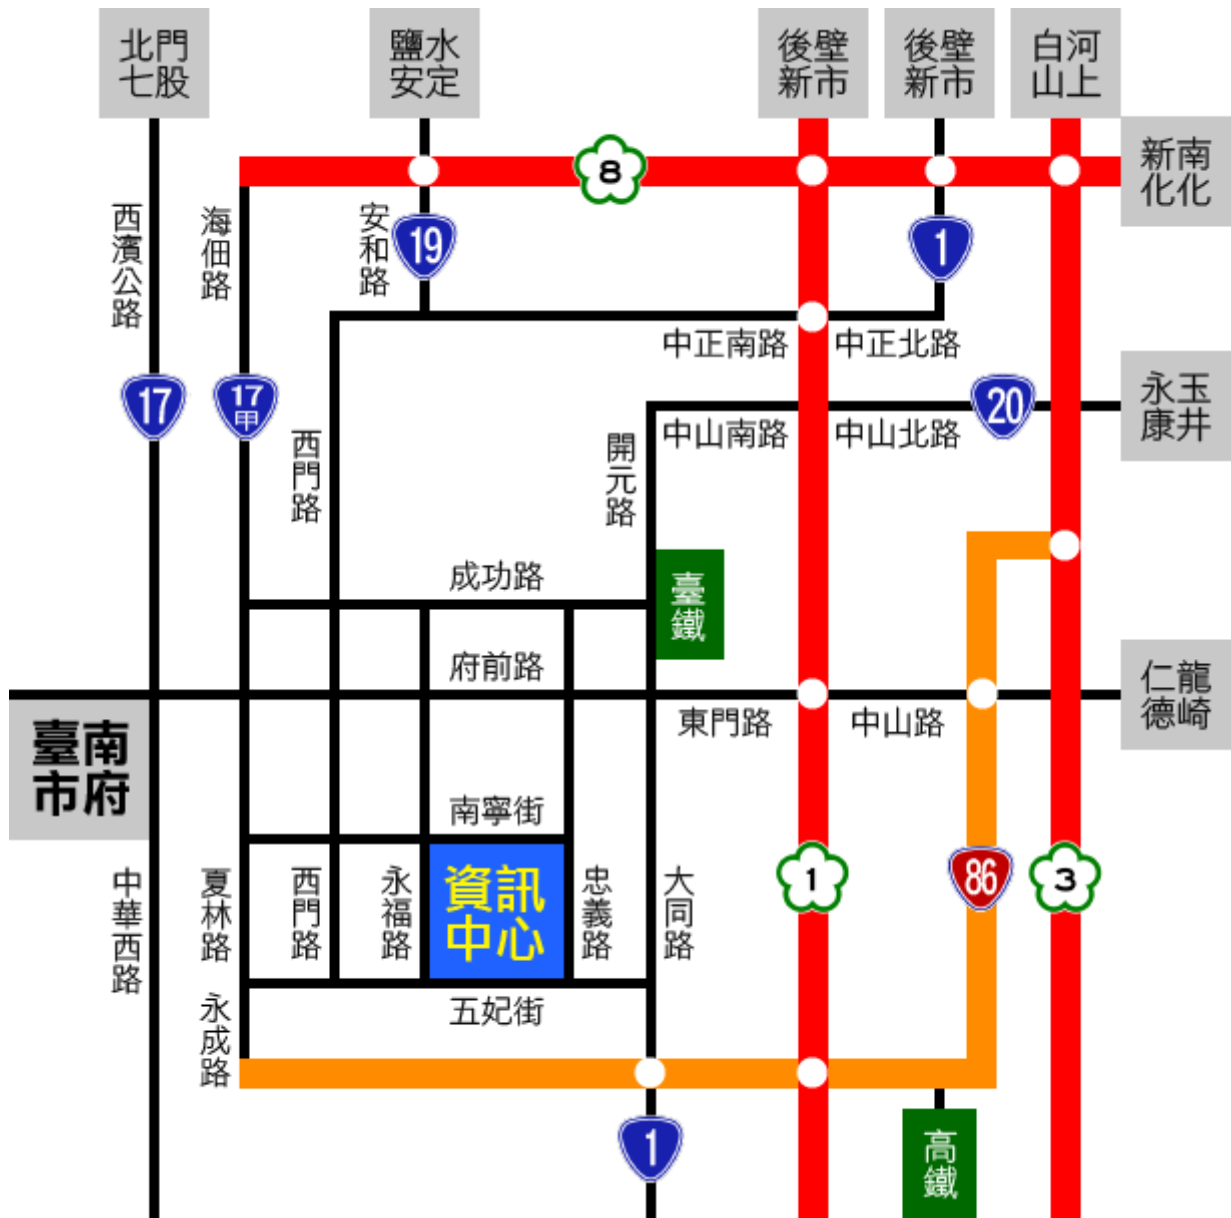 北門
七股
鹽水
安定
後壁
新市
後壁
新市
白河
山上
8
新南
化化
西濱公路
海佃路
安和路
19
1
中正南路
中正北路
17
17
甲
20
永玉
康井
西門路
開元路
中山南路
中山北路
成功路
臺鐵
府前路
仁龍
德崎
臺南
市府
東門路
中山路
南寧街
中華西路
夏林路
西門路
永福路
資訊
中心
忠義路
大同路
1
86
3
永成路
五妃街
1
高鐵